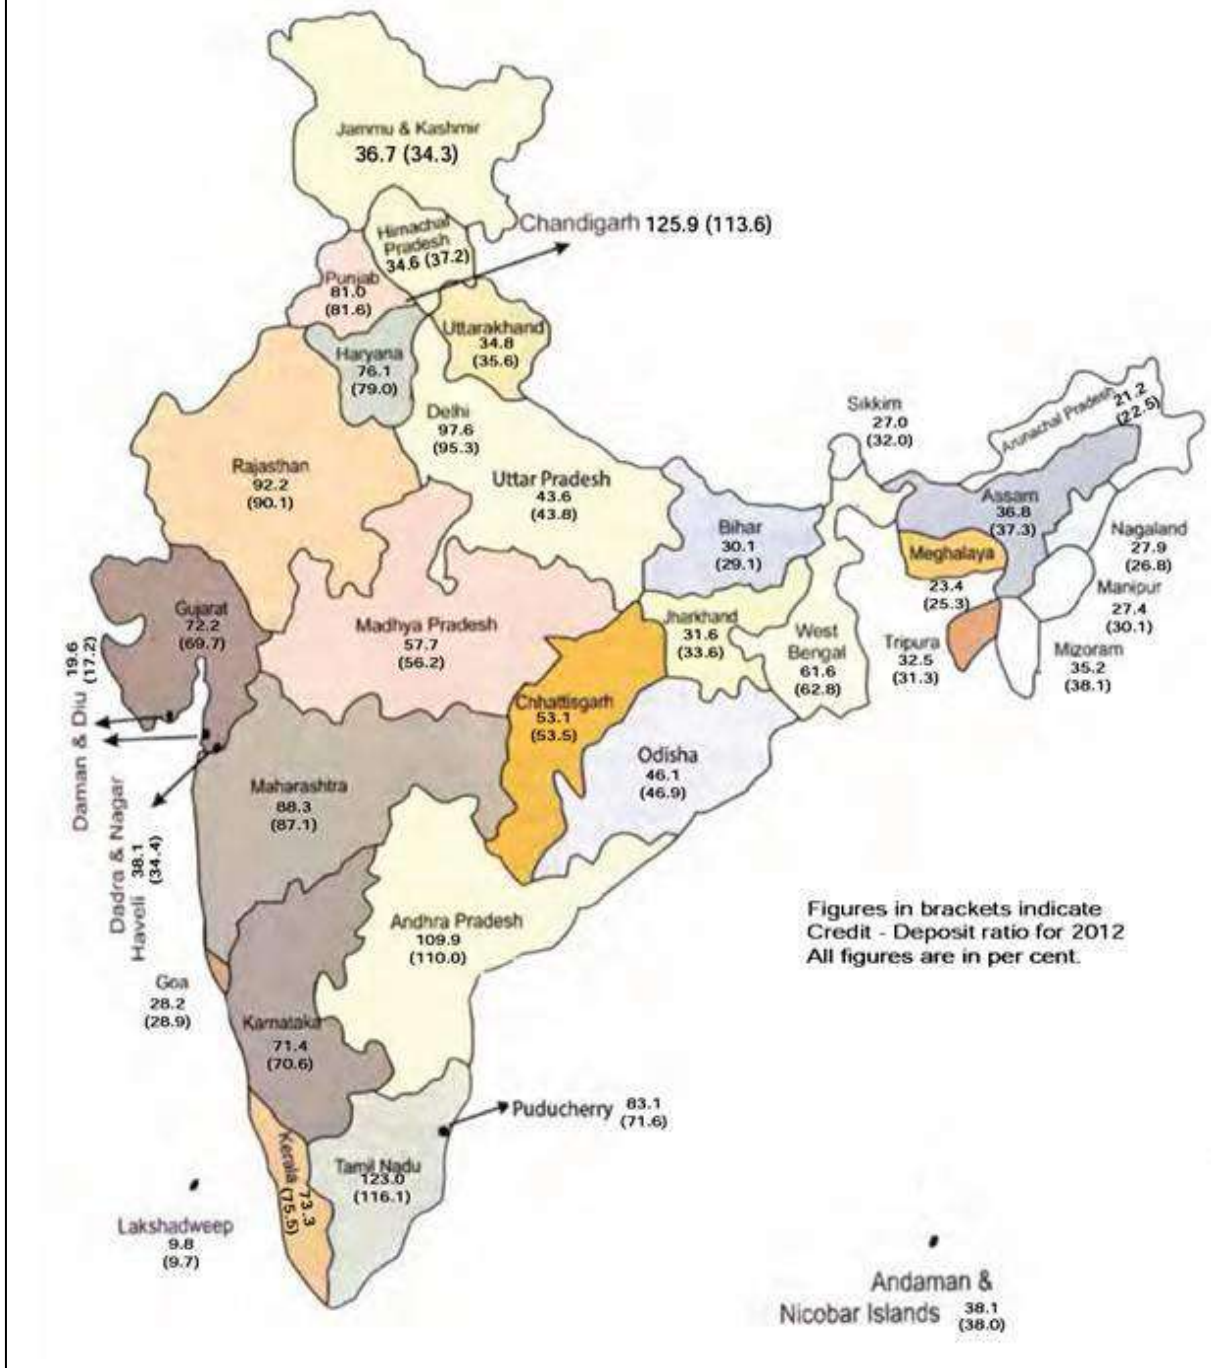 Jammu & Kashmir
36.7 (34.3)
Chandigarh 125.9 (113.6)
Himachal
Pradesh
34.6 (37.2)
Punjab
81.0
(81.6)
Uttarakhand
34.8
(35.6)
Haryana
76.1
(79.0)
Delhi
97.6
(95.3)
Sikkim
27.0
(32.0)
Arunachal Pradesh
21.2
(22.5)
Rajasthan
92.2
(90.1)
Uttar Pradesh
43.6
(43.8)
Bihar
30.1
(29.1)
Assam
36.8
(37.3)
Nagaland
27.9
(26.8)
Meghalaya
23.4
(25.3)
Manipur
27.4
(30.1)
Gujarat
72.2
(69.7)
Madhya Pradesh
57.7
(56.2)
Jharkhand
31.6
(33.6)
West
Bengal
61.6
(62.8)
Tripura
32.5
(31.3)
Mizoram
35.2
(38.1)
Daman & Diu 19.6
(17.2)
Chhattisgarh
53.1
(53.5)
Odisha
46.1
(46.9)
Maharashtra
88.3
(87.1)
Dadra & Nagar
Haveli 38.1
(34.4)
Andhra Pradesh
109.9
(110.0)
Figures in brackets indicate
Credit - Deposit ratio for 2012
All figures are in per cent.
Goa
28.2
(28.9)
Karnataka
71.4
(70.6)
Puducherry 83.1
(71.6)
Kerala 73.3
(75.5)
Tamil Nadu
123.0
(116.1)
Lakshadweep
9.8
(9.7)
Andaman &
Nicobar Islands 38.1
(38.0)